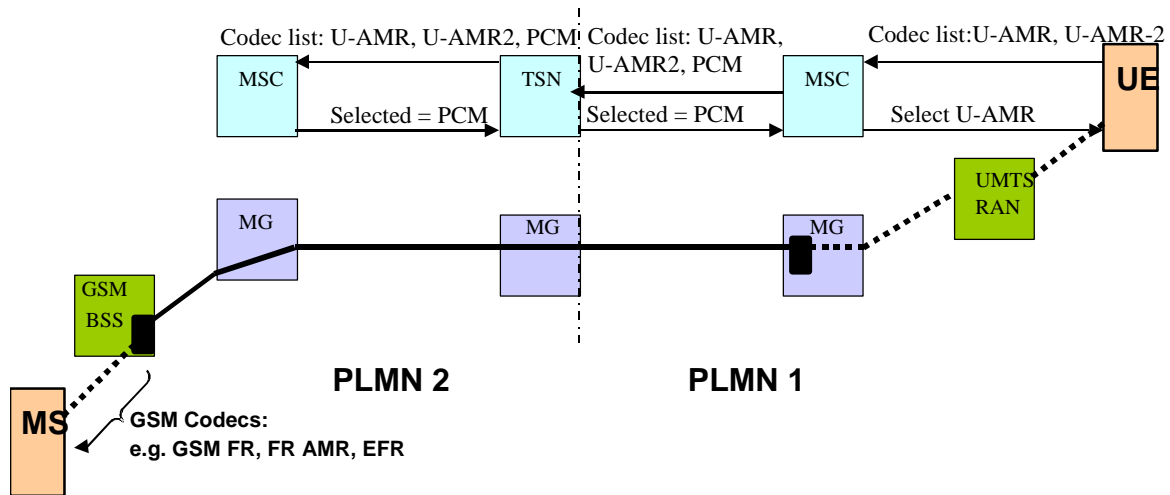 Codec list: U-AMR, U-AMR2, PCM
Codec list: U-AMR,
U-AMR2, PCM
Codec list:U-AMR, U-AMR-2
MSC
TSN
MSC
UE
Selected = PCM
Selected = PCM
Select U-AMR
UMTS
RAN
MG
MG
MG
GSM
BSS
PLMN 2
PLMN 1
MS
GSM Codecs:
e.g. GSM FR, FR AMR, EFR